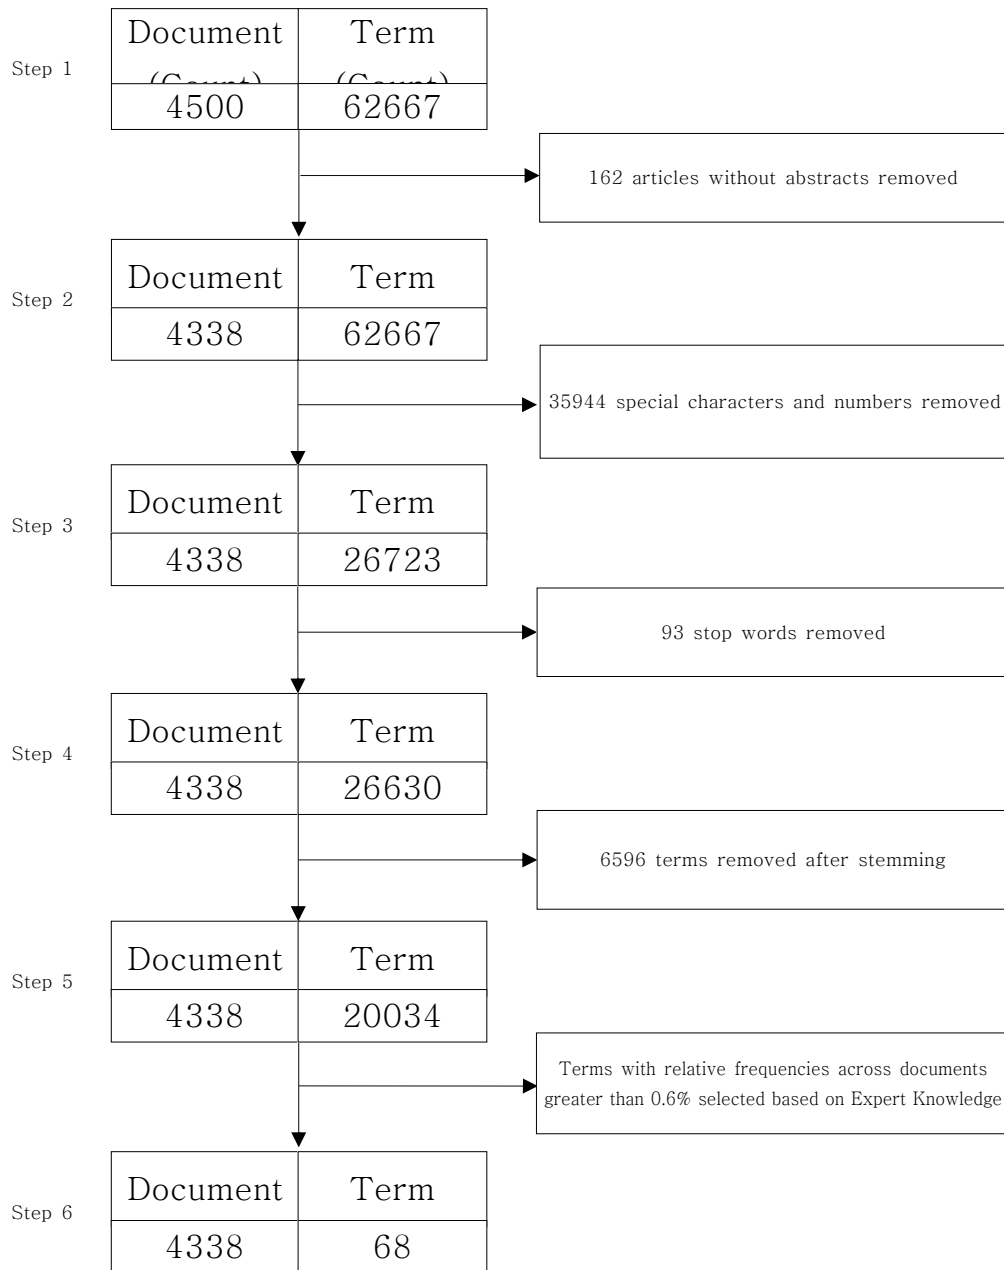 Document Term
Step 1
(Count) (Count)
4500 62667
162 articles without abstracts removed
Document Term
Step 2
4338 62667
35944 special characters and numbers removed
Document Term
Step 3
4338 26723
93 stop words removed
Document Term
Step 4
4338 26630
6596 terms removed after stemming
Document Term
Step 5
4338 20034
Terms with relative frequencies across documents
greater than 0.6% selected based on Expert Knowledge
Document Term
Step 6
4338 68